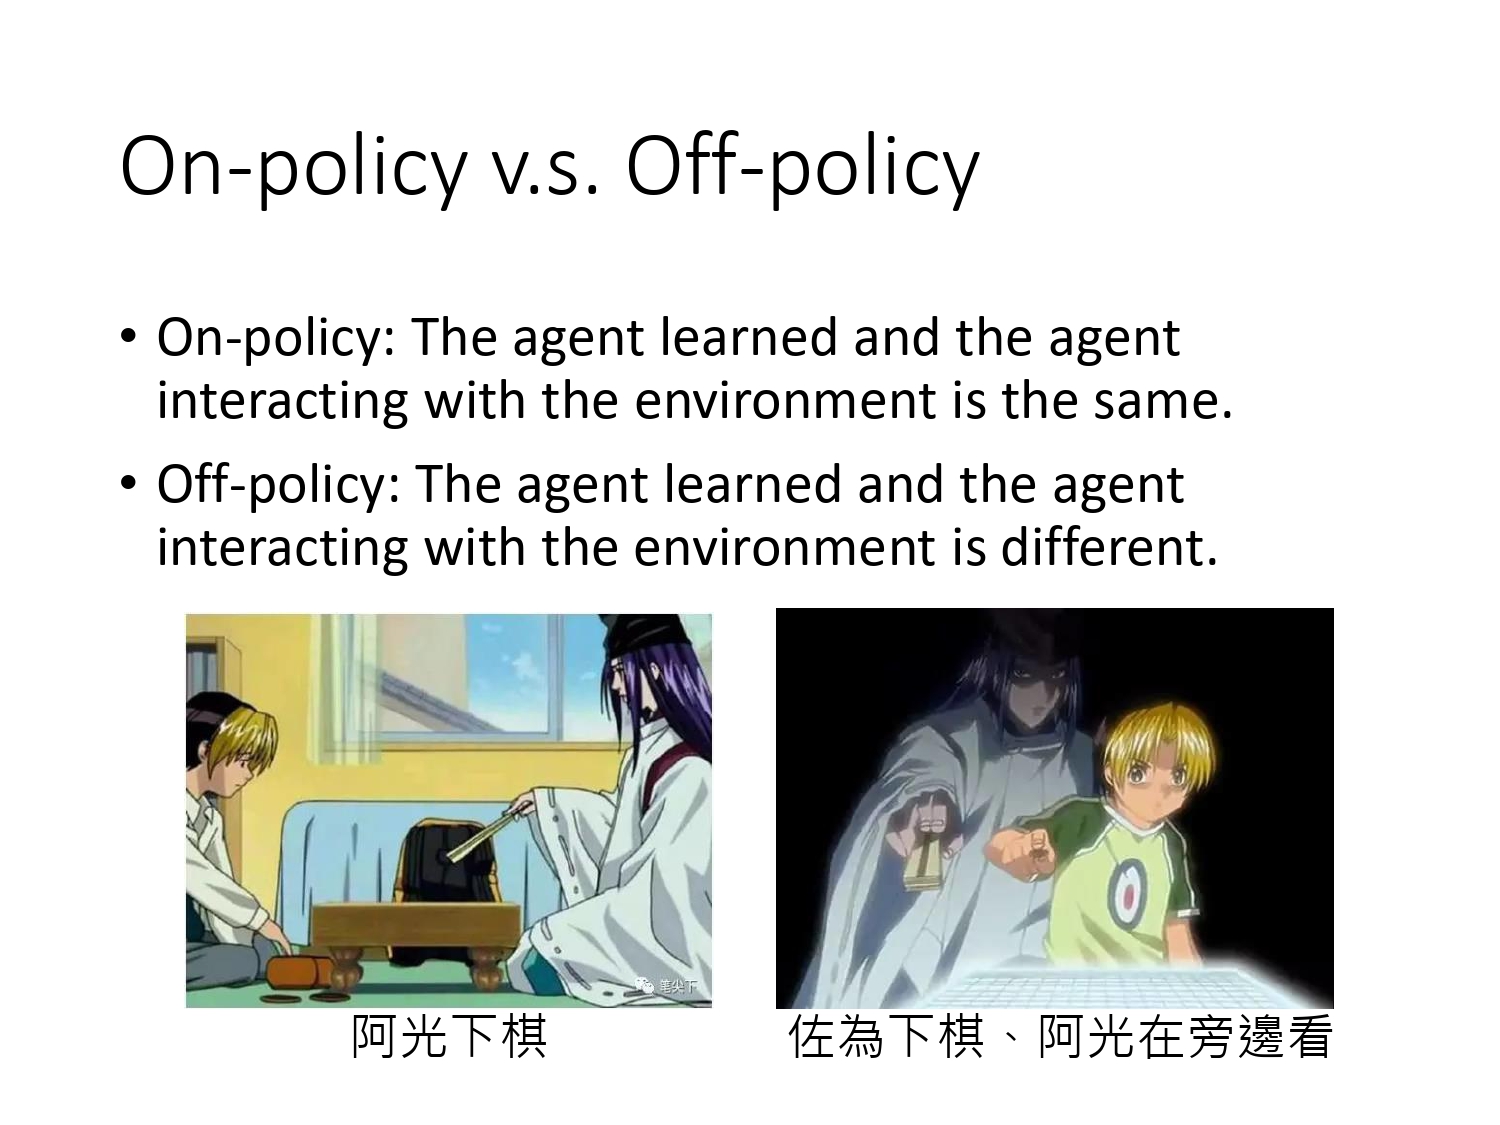 On-policy v.s. Off-policy
• On-policy: The agent learned and the agent
interacting with the environment is the same.
• Off-policy: The agent learned and the agent
interacting with the environment is different.
笔尖下
阿光下棋
佐為下棋、阿光在旁邊看